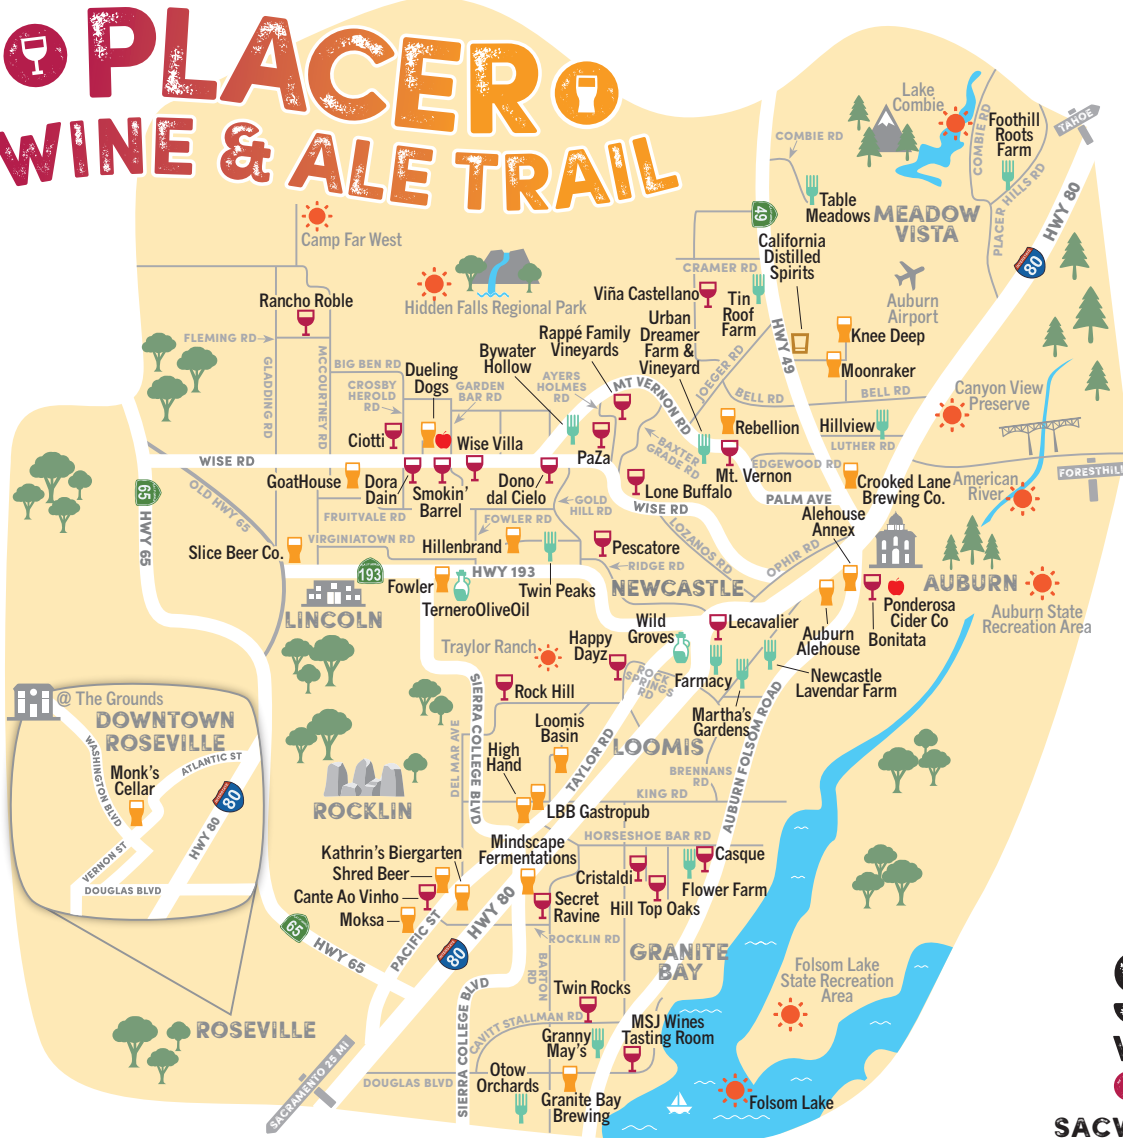 PLACER
WINE & ALE TRAIL
Lake
Combie
COMBIE RD
COMBIE RD
Foothill
Roots
Farm
TAHOE
Table
Meadows
MEADOW
VISTA
PLACER HILLS RD
HWY 80
80
49
California
Distilled
Spirits
Camp Far West
CRAMER RD
Auburn
Airport
Hidden Falls Regional Park
Viña Castellano
Tin
Roof
Farm
Rancho Roble
Urban
Dreamer
Farm &
Vineyard
HWY 49
Knee Deep
FLEMING RD
Rappé Family
Vineyards
Bywater
Hollow
Moonraker
GLADDING RD
MCCOURTNEY RD
BIG BEN RD
Dueling
Dogs
CROSBY
HEROLD
RD
GARDEN
BAR RD
AYERS
HOLMES
RD
MT VERNON RD
JOEGER RD
BELL RD
BELL RD
Canyon View
Preserve
Ciotti
Wise Villa
PaZa
BAXTER
GRADE RD
Rebellion
Hillview
LUTHER RD
WISE RD
GoatHouse
Dora
Dain
Smokin'
Barrel
Dono
dal Cielo
Lone Buffalo
Mt. Vernon
EDGEWOOD RD
Crooked Lane
Brewing Co.
American
River
FORESTHILL
65
HWY 65
OLD HWY 65
FRUITVALE RD
FOWLER RD
GOLD
HILL RD
WISE RD
PALM AVE
Alehouse
Annex
LOZANOS RD
OPHIR RD
VIRGINIATOWN RD
Hillenbrand
Pescatore
RIDGE RD
Slice Beer Co.
193
HWY 193
Fowler
TerneroOliveOil
Twin Peaks
NEWCASTLE
LINCOLN
AUBURN
Ponderosa
Cider Co
Bonitata
Auburn
Alehouse
Auburn State
Recreation Area
Wild
Groves
Lecavalier
Traylor Ranch
Happy
Dayz
ROCK
SPRINGS
RD
Farmacy
Newcastle
Lavendar Farm
Martha's
Gardens
Rock Hill
Loomis
Basin
SIERRA COLLEGE BLVD
DEL MAR AVE
High
Hand
TAYLOR RD
LOOMIS
BRENNANS
RD
AUBURN FOLSOM ROAD
@ The Grounds
DOWNTOWN
ROSEVILLE
WASHINGTON BLVD
ATLANTIC ST
Monk's
Cellar
80
HWY 80
VERNON ST
DOUGLAS BLVD
ROCKLIN
KING RD
LBB Gastropub
HORSESHOE BAR RD
Mindscape
Fermentations
Kathrin's Biergarten
Shred Beer
Cante Ao Vinho
Moksa
Casque
Cristaldi
Flower Farm
Hill Top Oaks
Secret
Ravine
65
HWY 65
PACIFIC ST
HWY 80
80
ROCKLIN RD
GRANITE
BAY
BARTON
RD
Folsom Lake
State Recreation
Area
Twin Rocks
SIERRA COLLEGE BLVD
CAVITT STALLMAN RD
MSJ Wines
Tasting Room
Granny
May's
ROSEVILLE
SACRAMENTO 25 MI
DOUGLAS BLVD
Otow
Orchards
Granite Bay
Brewing
Folsom Lake